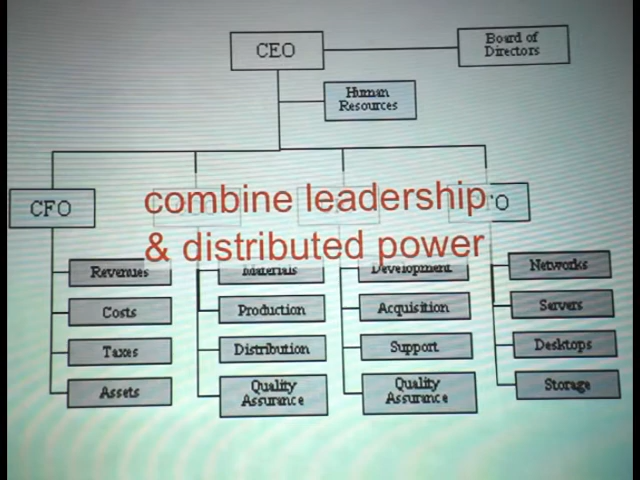 CEO
Board of
Directors
Human
Resources
CFO
combine leadership
& distributed power
Revenues
Materials
Development
Networks
Costs
Production
Acquisition
Servers
Taxes
Distribution
Support
Desktops
Assets
Quality
Assurance
Quality
Assurance
Storage